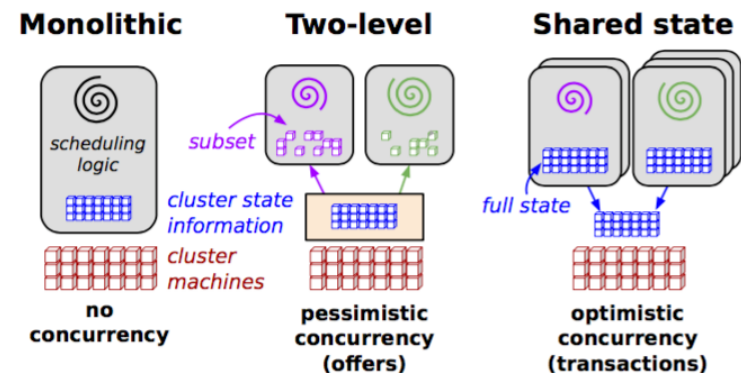 Monolithic
Two-level
Shared state
scheduling
logic
subset
cluster state
information
full state
cluster
machines
no
concurrency
pessimistic
concurrency
(offers)
optimistic
concurrency
(transactions)